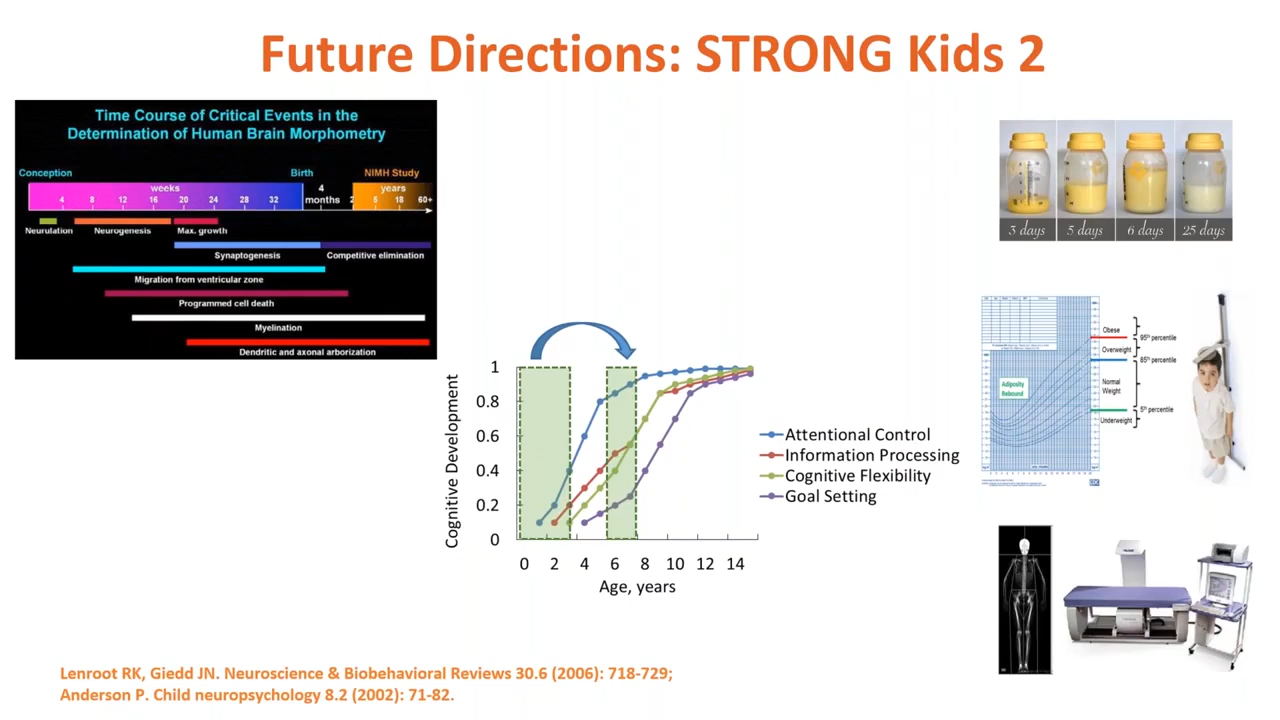 Future Directions: STRONG Kids 2
Time Course of Critical Events in the
Determination of Human Brain Morphometry
Conception
Birth
NIMH Study
weeks
4
years
4 8 12 16 20 24 28 32
months
2 5 18 60+
Neurulation
Neurogenesis
Max. growth
Synaptogenesis
Competitive elimination
Migration from ventricular zone
Programmed cell death
Myelination
Dendritic and axonal arborization
3 days
5 days
6 days
25 days
Adiposity
Rebound
Obese
95th percentile
Overweight
85th percentile
Normal
Weight
5th percentile
Underweight
CDC
Cognitive Development
1
0.8
0.6
0.4
0.2
0
0 2 4 6 8 10 12 14
Age, years
Attentional Control
Information Processing
Cognitive Flexibility
Goal Setting
Lenroot RK, Giedd JN. Neuroscience & Biobehavioral Reviews 30.6 (2006): 718-729;
Anderson P. Child neuropsychology 8.2 (2002): 71-82.